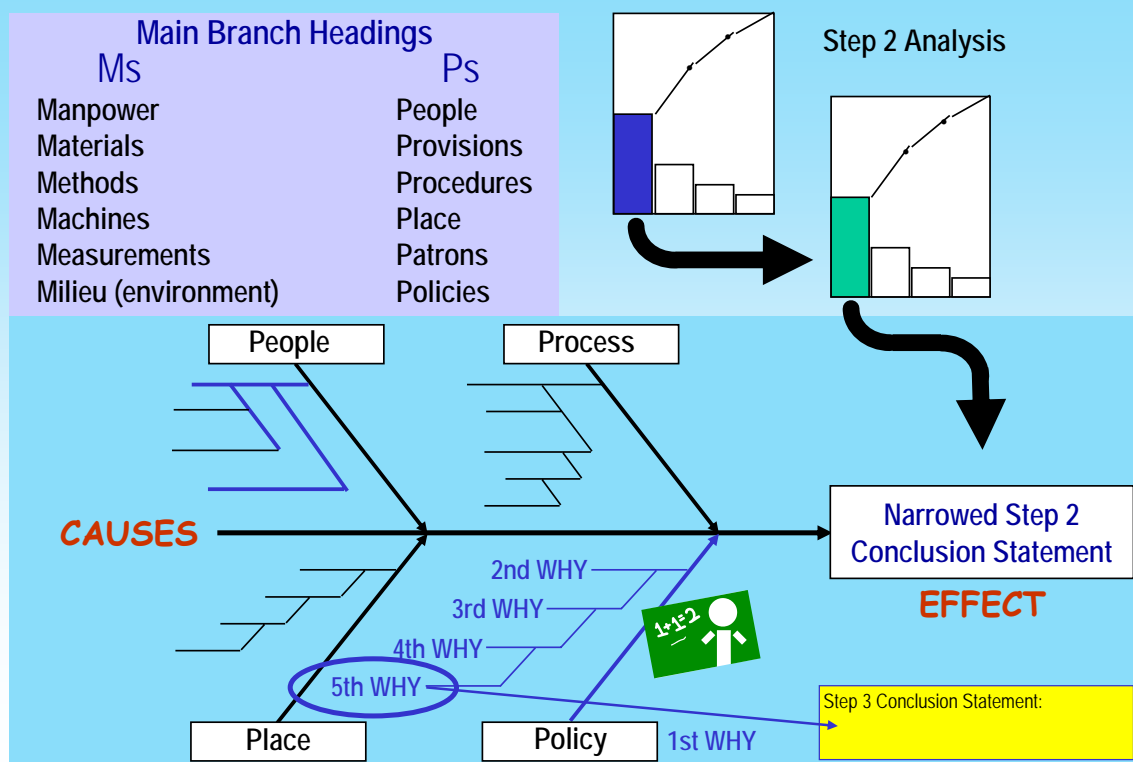 Main Branch Headings
Ms
Ps
Manpower
People
Materials
Provisions
Methods
Procedures
Machines
Place
Measurements
Patrons
Milieu (environment)
Policies
Step 2 Analysis
People
Process
CAUSES
Narrowed Step 2
Conclusion Statement
EFFECT
2nd WHY
3rd WHY
4th WHY
5th WHY
1+1=2
Place
Policy
1st WHY
Step 3 Conclusion Statement: